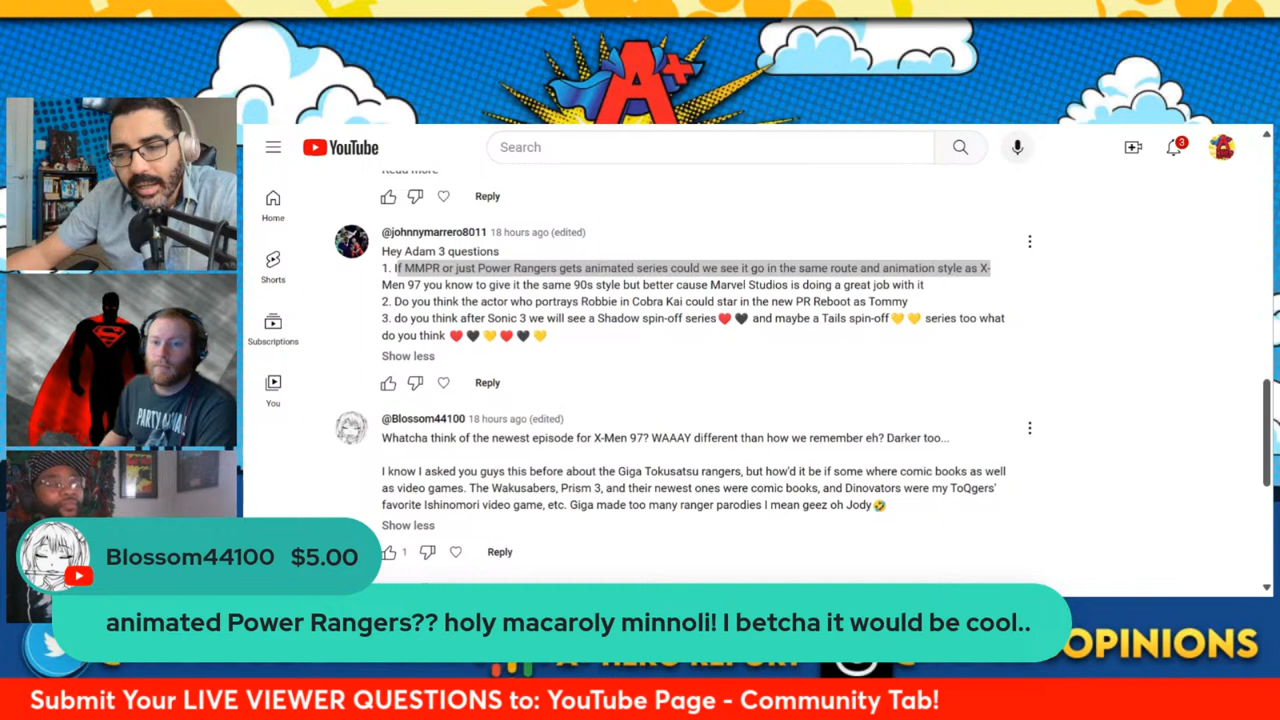 A+
YouTube
Search
3
Home
Shorts
Subscriptions
You
Reply
@johnnymarrero8011 18 hours ago (edited)
Hey Adam 3 questions
1. If MMPR or just Power Rangers gets animated series could we see it go in the same route and animation style as X-
Men 97 you know to give it the same 90s style but better cause Marvel Studios is doing a great job with it
2. Do you think the actor who portrays Robbie in Cobra Kai could star in the new PR Reboot as Tommy
3. do you think after Sonic 3 we will see a Shadow spin-off series❤️🖤 and maybe a Tails spin-off💛💛 series too what
do you think ❤️🖤💛❤️🖤💛
Show less
Reply
@Blossom44100 18 hours ago (edited)
Whatcha think of the newest episode for X-Men 97? WAAAY different than how we remember eh? Darker too...
I know I asked you guys this before about the Giga Tokusatsu rangers, but how'd it be if some where comic books as well
as video games. The Wakusabers, Prism 3, and their newest ones were comic books, and Dinovators were my ToQgers'
favorite Ishinomori video game, etc. Giga made too many ranger parodies I mean geez oh Jody🤣
Show less
1
Reply
PARTY
Blossom44100 $5.00
animated Power Rangers?? holy macaroly minnoli! I betcha it would be cool..
OPINIONS
Submit Your LIVE VIEWER QUESTIONS to: YouTube Page - Community Tab!